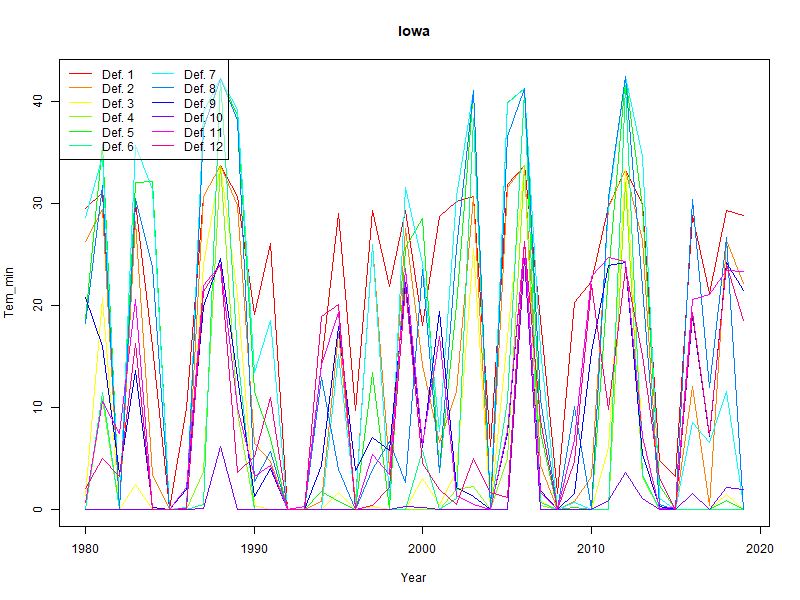 Iowa
Def. 1 Def. 7
Def. 2 Def. 8
Def. 3 Def. 9
Def. 4 Def. 10
Def. 5 Def. 11
Def. 6 Def. 12
40
30
20
10
0
Tem_min
1980 1990 2000 2010 2020
Year